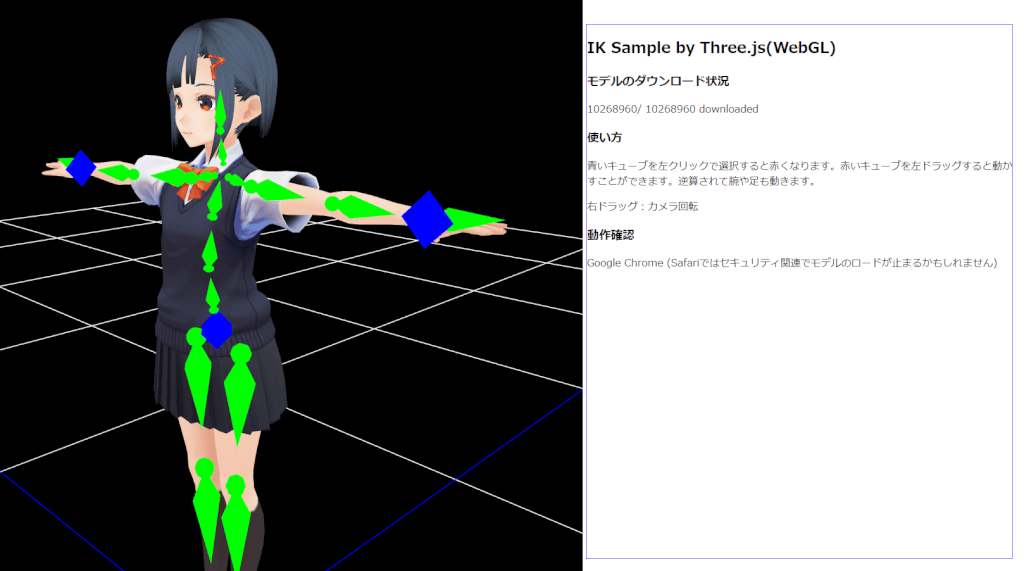 IK Sample by Three.js(WebGL)
モデルのダウンロード状況
10268960/ 10268960 downloaded
使い方
青いキューブを左クリックで選択すると赤くなります。赤いキューブを左ドラッグすると動か
すことができます。逆算されて腕や足も動きます。
右ドラッグ：カメラ回転
動作確認
Google Chrome (Safariではセキュリティ関連でモデルのロードが止まるかもしれません)